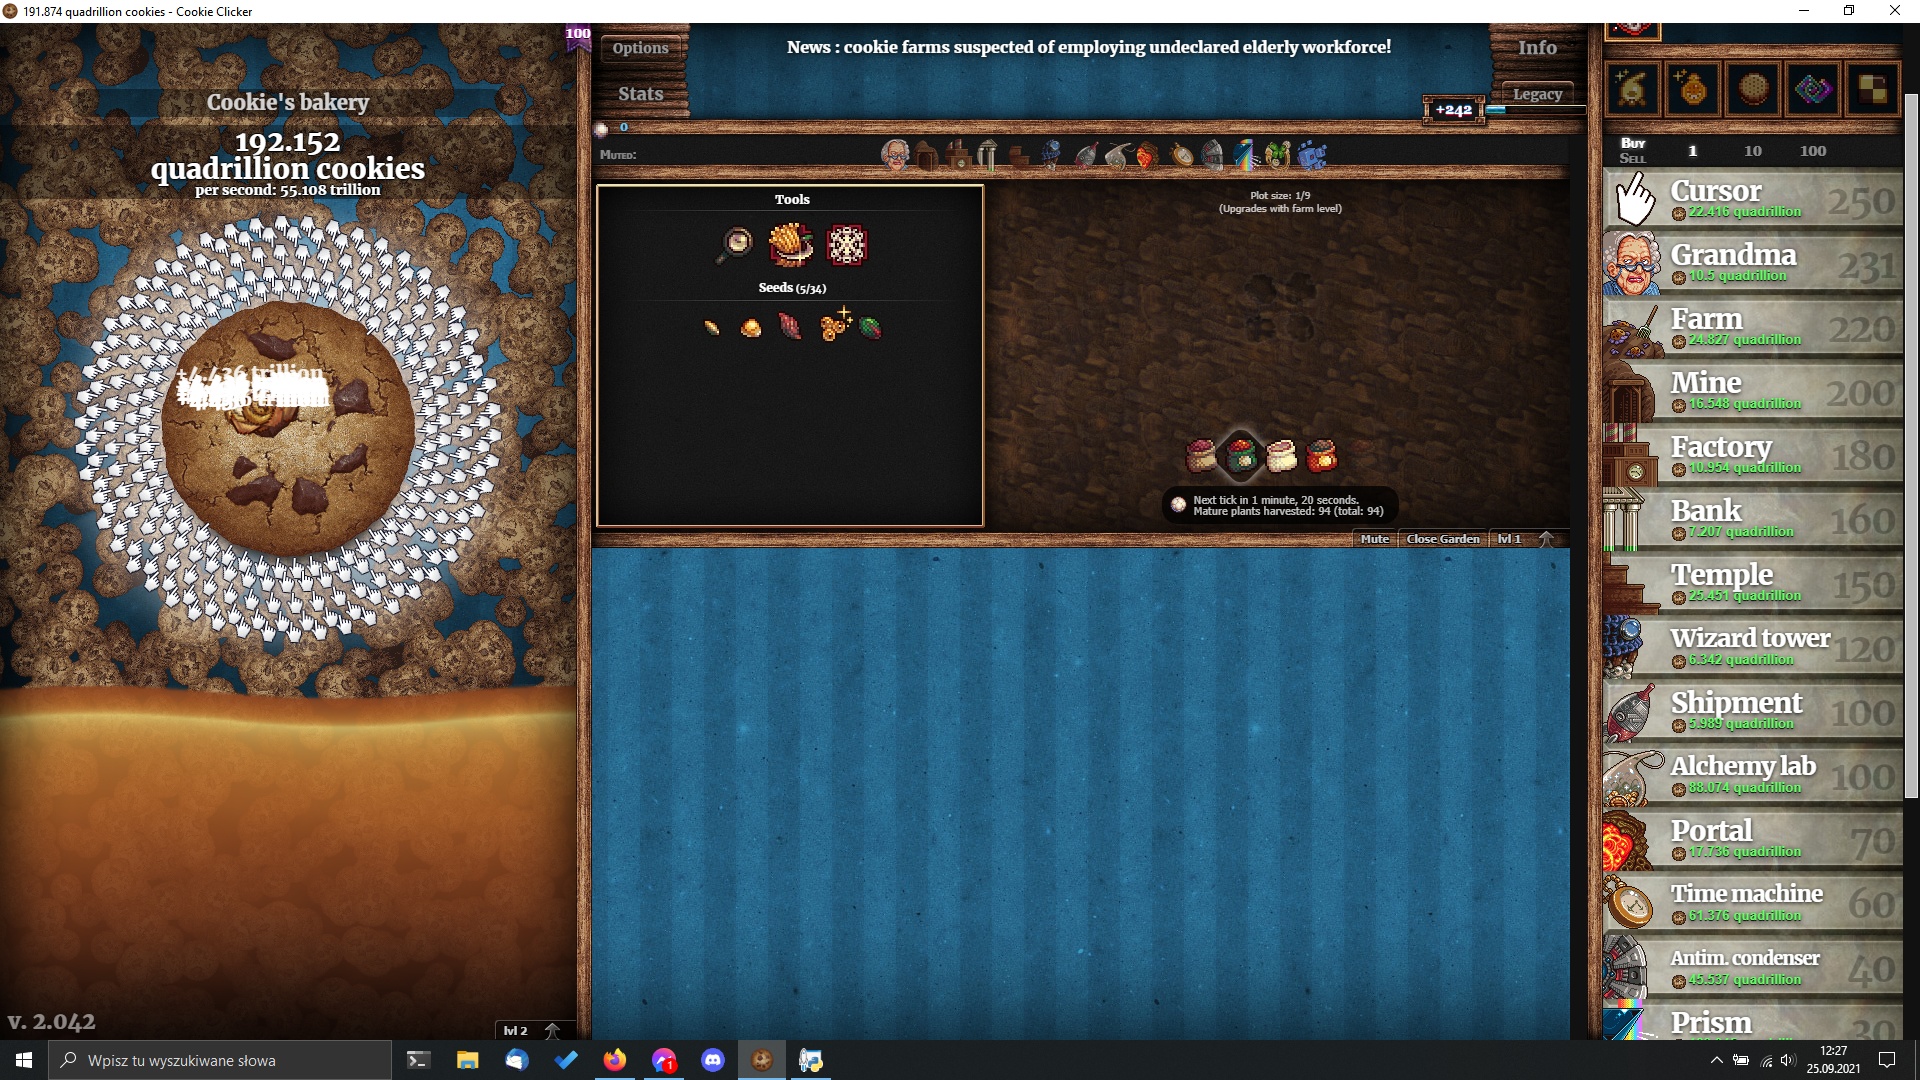 191.874 quadrillion cookies - Cookie Clicker
100
Options
Stats
News : cookie farms suspected of employing undeclared elderly workforce!
Info
Legacy
+242
Cookie's bakery
192.152
quadrillion cookies
per second: 55.108 trillion
+4.436 trillion
0
Muted:
Tools
Seeds (5/34)
Plot size: 1/9
(Upgrades with farm level)
Next tick in 1 minute, 20 seconds.
Mature plants harvested: 94 (total: 94)
Mute
Close Garden
lvl 1
Buy
Sell
1
10
100
Cursor
22.416 quadrillion
250
Grandma
10.5 quadrillion
231
Farm
24.827 quadrillion
220
Mine
16.548 quadrillion
200
Factory
10.954 quadrillion
180
Bank
7.207 quadrillion
160
Temple
25.451 quadrillion
150
Wizard tower
6.342 quadrillion
120
Shipment
5.989 quadrillion
100
Alchemy lab
88.074 quadrillion
100
Portal
17.736 quadrillion
70
Time machine
61.376 quadrillion
60
Antim. condenser
45.537 quadrillion
40
Prism
30
v. 2.042
lvl 2
Wpisz tu wyszukiwane słowa
1
12:27
25.09.2021